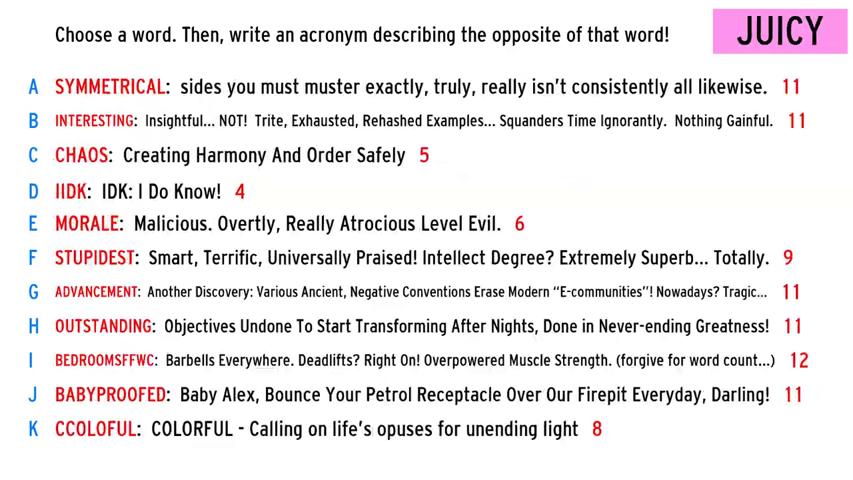 Choose a word. Then, write an acronym describing the opposite of that word!
JUICY
A SYMMETRICAL: sides you must muster exactly, truly, really isn't consistently all likewise. 11
B INTERESTING: Insightful... NOT! Trite, Exhausted, Rehashed Examples... Squanders Time Ignorantly. Nothing Gainful. 11
C CHAOS: Creating Harmony And Order Safely 5
D IIDK: IDK: I Do Know! 4
E MORALE: Malicious. Overtly, Really Atrocious Level Evil. 6
F STUPIDEST: Smart, Terrific, Universally Praised! Intellect Degree? Extremely Superb... Totally. 9
G ADVANCEMENT: Another Discovery: Various Ancient, Negative Conventions Erase Modern "E-communities"! Nowadays? Tragic... 11
H OUTSTANDING: Objectives Undone To Start Transforming After Nights, Done in Never-ending Greatness! 11
I BEDROOMSFFWC: Barbells Everywhere. Deadlifts? Right On! Overpowered Muscle Strength. (forgive for word count...) 12
J BABYPROOFED: Baby Alex, Bounce Your Petrol Receptacle Over Our Firepit Everyday, Darling! 11
K CCOLOFUL: COLORFUL - Calling on life's opuses for unending light 8